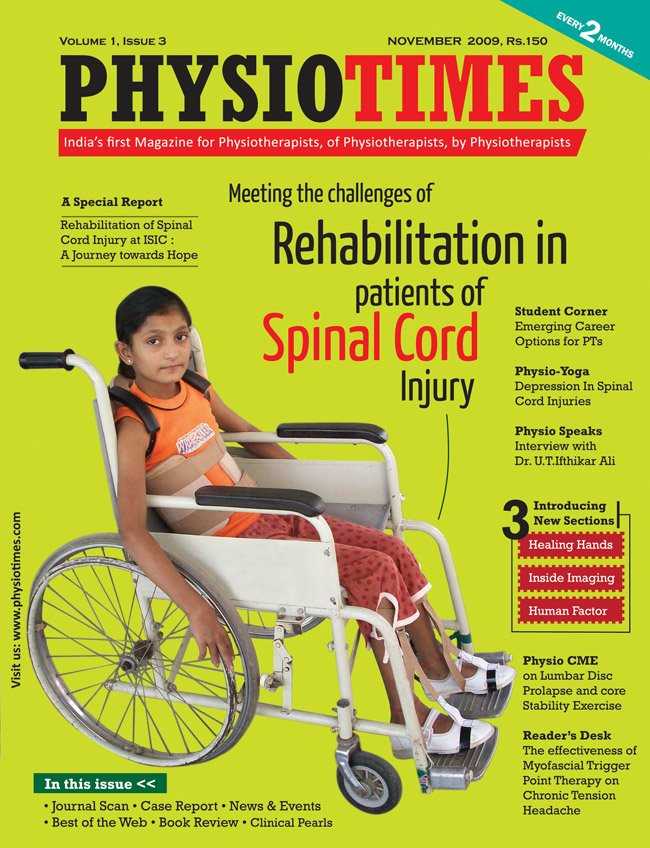 EVERY 2 MONTHS
VOLUME 1, ISSUE 3
NOVEMBER 2009, RS.150
PHYSIOTIMES
India's first Magazine for Physiotherapists, of Physiotherapists, by Physiotherapists
A Special Report
Rehabilitation of Spinal
Cord Injury at ISIC :
A Journey towards Hope
Meeting the challenges of
Rehabilitation in
patients of
Spinal Cord
Injury
Student Corner
Emerging Career
Options for PTs
Physio-Yoga
Depression In Spinal
Cord Injuries
Physio Speaks
Interview with
Dr. U.T.Ifthikar Ali
3 Introducing
New Sections
Healing Hands
Inside Imaging
Human Factor
Physio CME
on Lumbar Disc
Prolapse and core
Stability Exercise
Reader's Desk
The effectiveness of
Myofascial Trigger
Point Therapy on
Chronic Tension
Headache
Visit us: www.physiotimes.com
In this issue <<
• Journal Scan • Case Report • News & Events
• Best of the Web • Book Review • Clinical Pearls